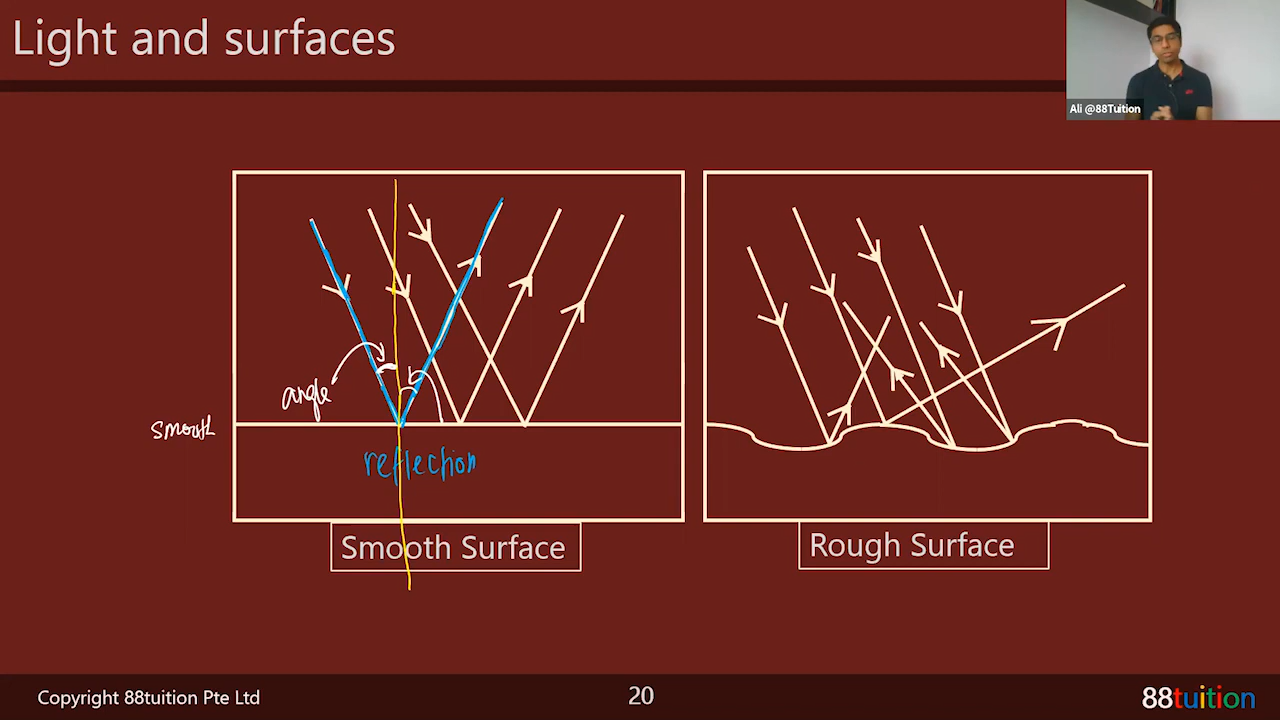 Light and surfaces
Ali @88Tuition
angle
smooth
reflection
Smooth Surface
Rough Surface
Copyright 88tuition Pte Ltd
20
88tuition